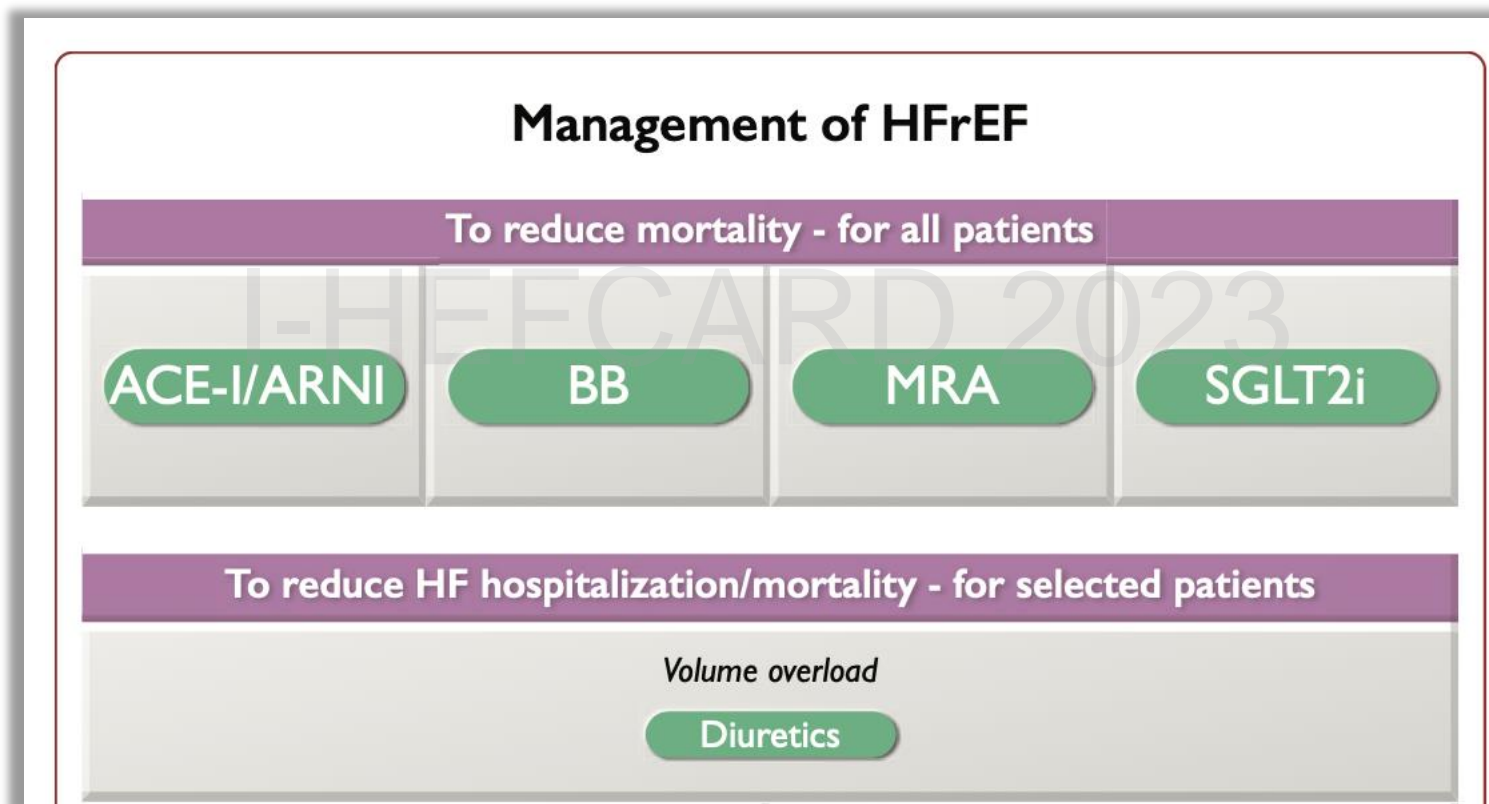 Management of HFrEF
To reduce mortality - for all patients
I-HEFCARD 2023
ACE-I/ARNI BB MRA SGLT2i
To reduce HF hospitalization/mortality - for selected patients
Volume overload
Diuretics